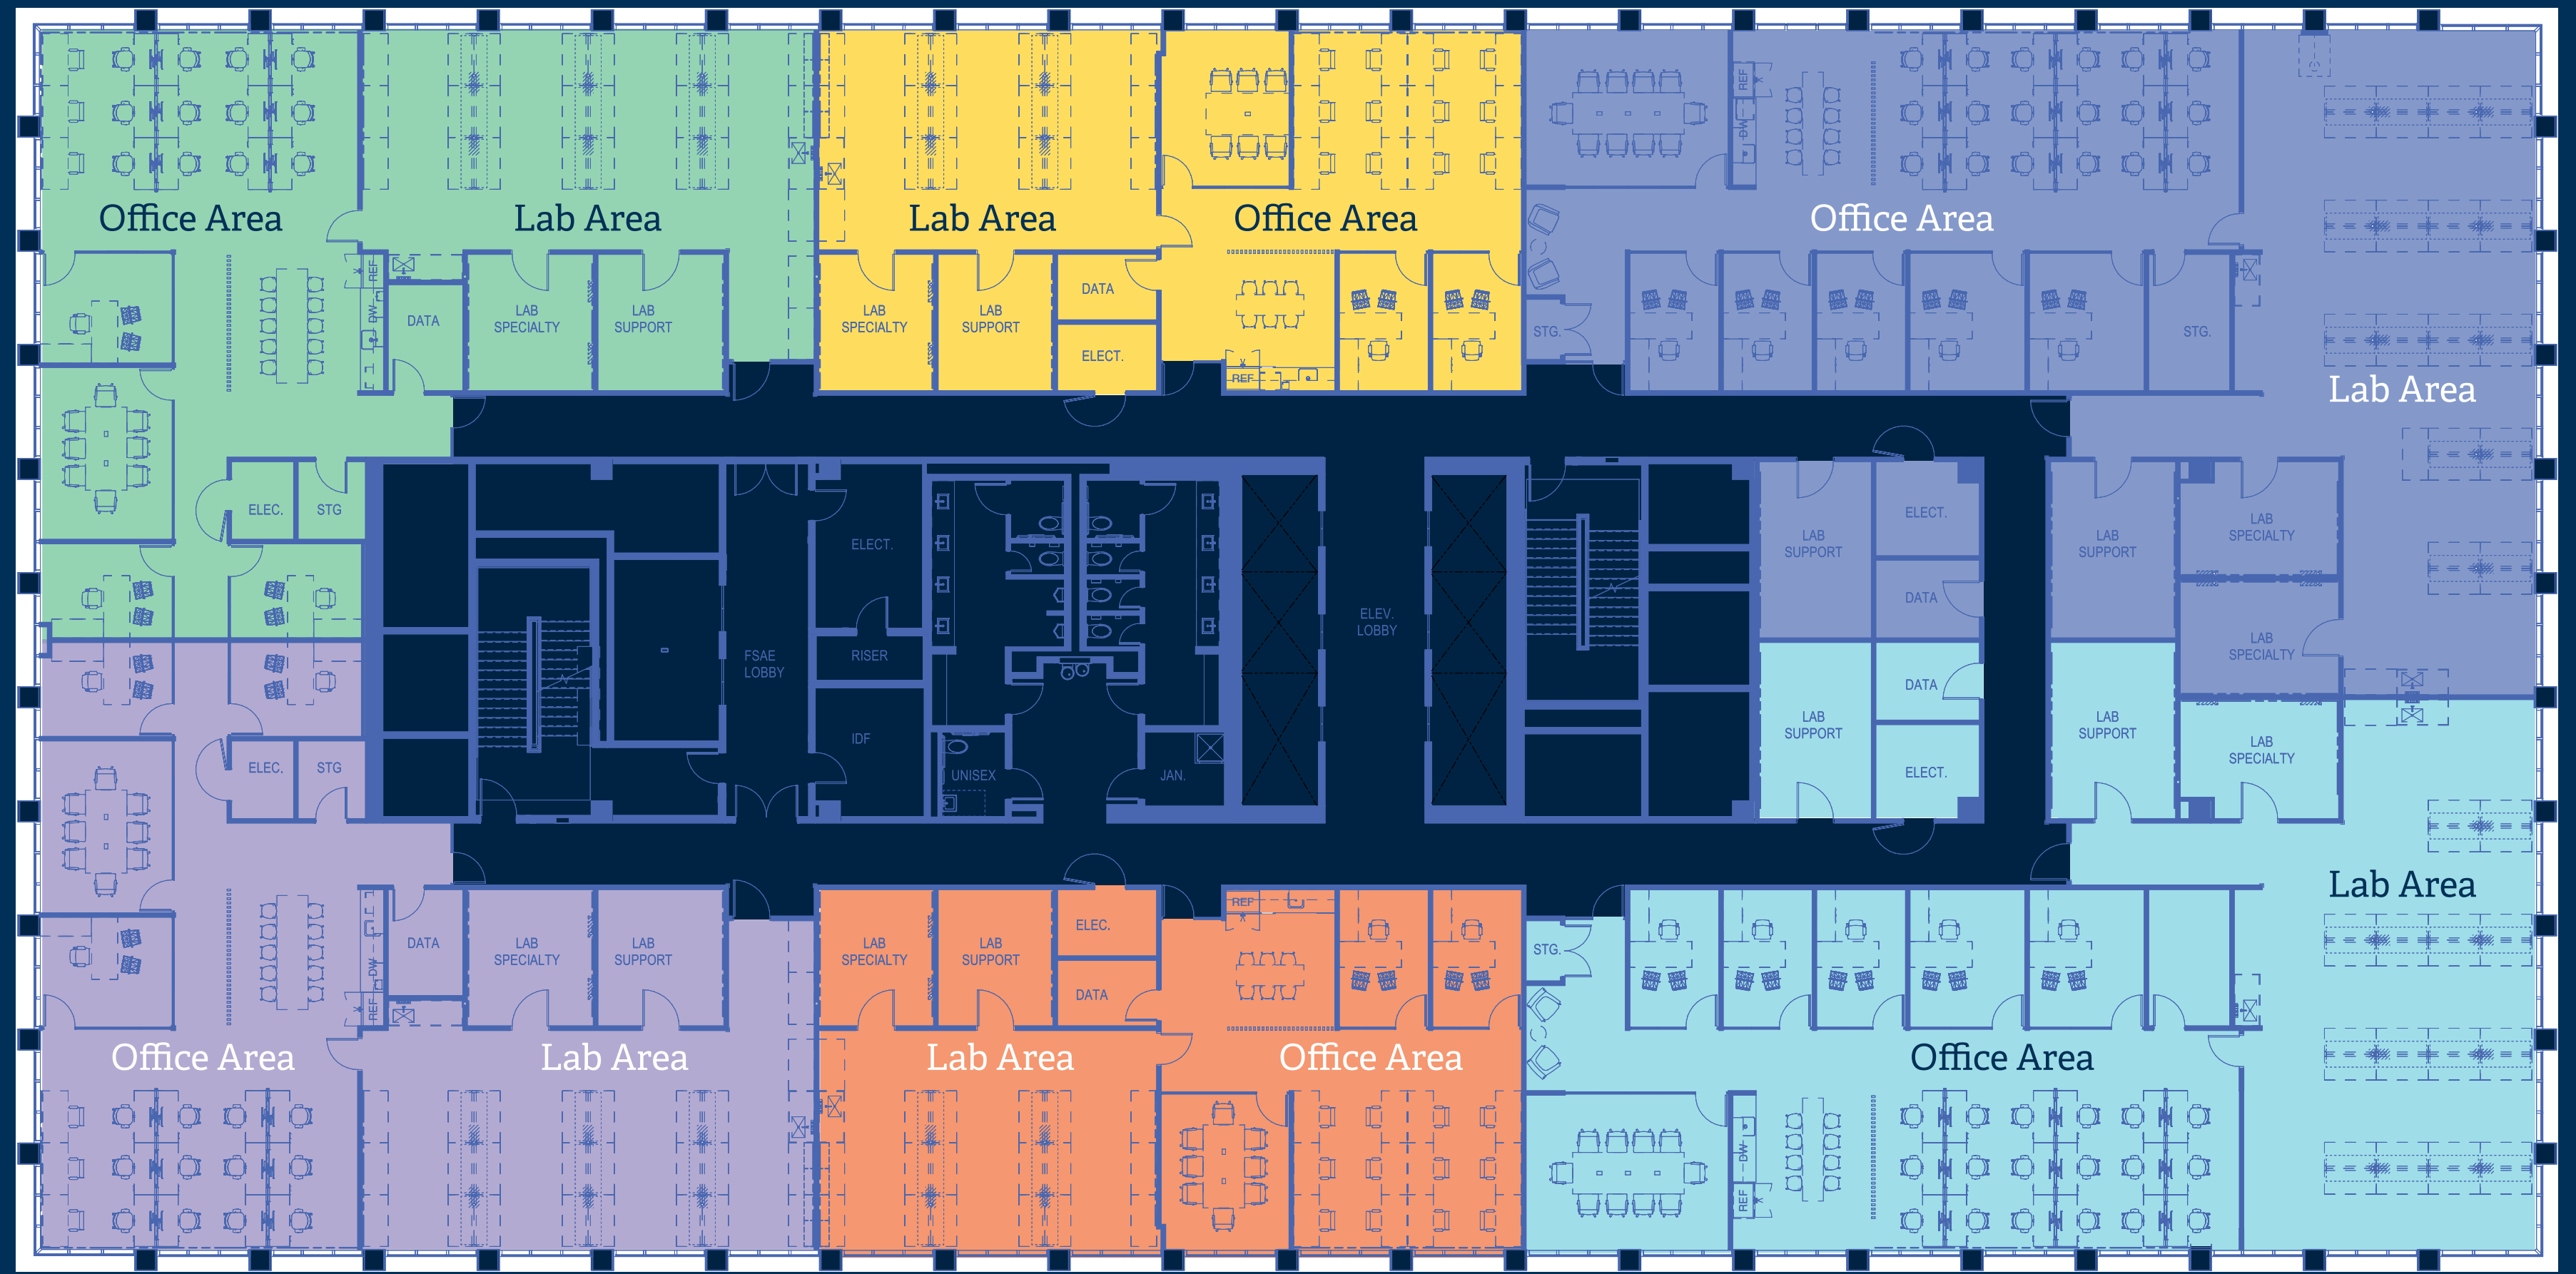 REF
DW
Office Area
Lab Area
Lab Area
Office Area
Office Area
REF
DW
DATA
LAB
SPECIALTY
LAB
SUPPORT
LAB
SPECIALTY
LAB
SUPPORT
DATA
ELECT.
REF
STG.
STG.
Lab Area
ELEC.
STG
ELECT.
LAB
SUPPORT
ELECT.
DATA
LAB
SUPPORT
LAB
SPECIALTY
LAB
SPECIALTY
ELEV.
LOBBY
FSAE
LOBBY
RISER
IDF
UNISEX
JAN.
LAB
SUPPORT
DATA
ELECT.
LAB
SUPPORT
LAB
SPECIALTY
ELEC.
STG
Lab Area
DATA
LAB
SPECIALTY
LAB
SUPPORT
DW
REF
LAB
SPECIALTY
LAB
SUPPORT
ELEC.
DATA
REF
STG.
Office Area
Lab Area
Lab Area
Office Area
Office Area
DW
REF